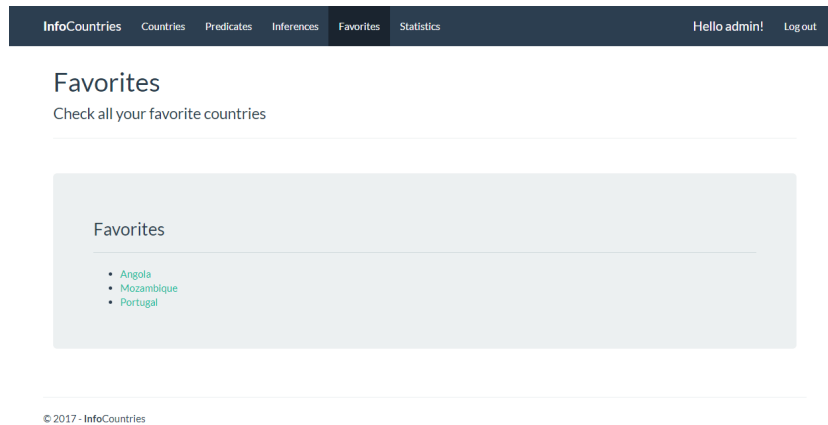 InfoCountries Countries Predicates Inferences Favorites Statistics Hello admin! Log out
Favorites
Check all your favorite countries
Favorites
• Angola
• Mozambique
• Portugal
© 2017 - InfoCountries